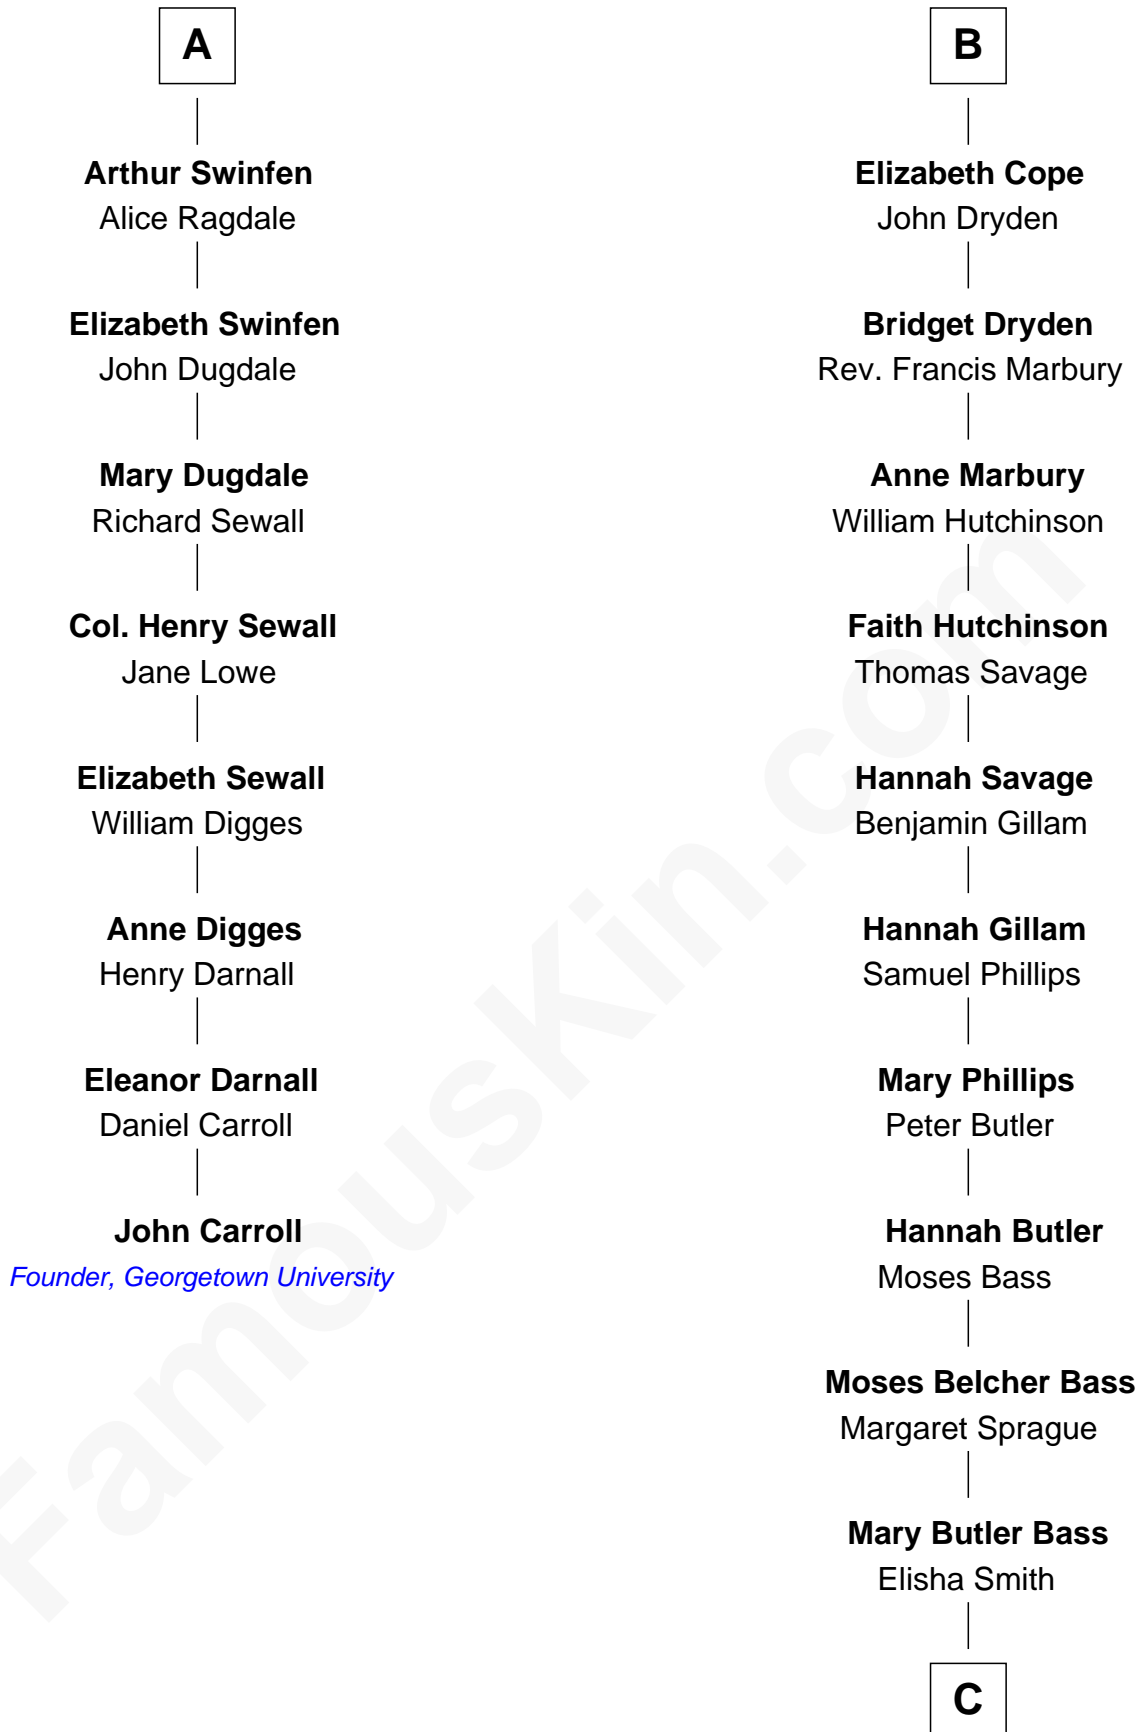 A
Arthur Swinfen
Alice Ragdale
Elizabeth Swinfen
John Dugdale
Mary Dugdale
Richard Sewall
Col. Henry Sewall
Jane Lowe
Elizabeth Sewall
William Digges
Anne Digges
Henry Darnall
Eleanor Darnall
Daniel Carroll
John Carroll
Founder, Georgetown University
B
Elizabeth Cope
John Dryden
Bridget Dryden
Rev. Francis Marbury
Anne Marbury
William Hutchinson
Faith Hutchinson
Thomas Savage
Hannah Savage
Benjamin Gillam
Hannah Gillam
Samuel Phillips
Mary Phillips
Peter Butler
Hannah Butler
Moses Bass
Moses Belcher Bass
Margaret Sprague
Mary Butler Bass
Elisha Smith
C
FamousKin.com